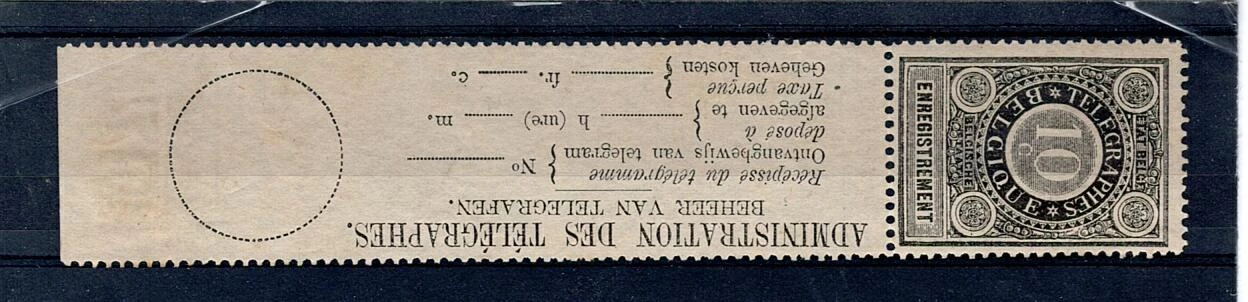 ADMINISTRATION DES TÉLÉGRAPHES.
BEHEER VAN TELEGRAFEN.
Récépissé du télégramme
Ontvangbewijs van telegram
} No
déposé à
afgegeven te
} h (ure) m.
Taxe perçue
Geheven kosten
} fr. c.
TELEGRAPHES
BELGIQUE
10
C
ETAT BELGE
BELGISCHE STAAT
ENREGISTREMENT